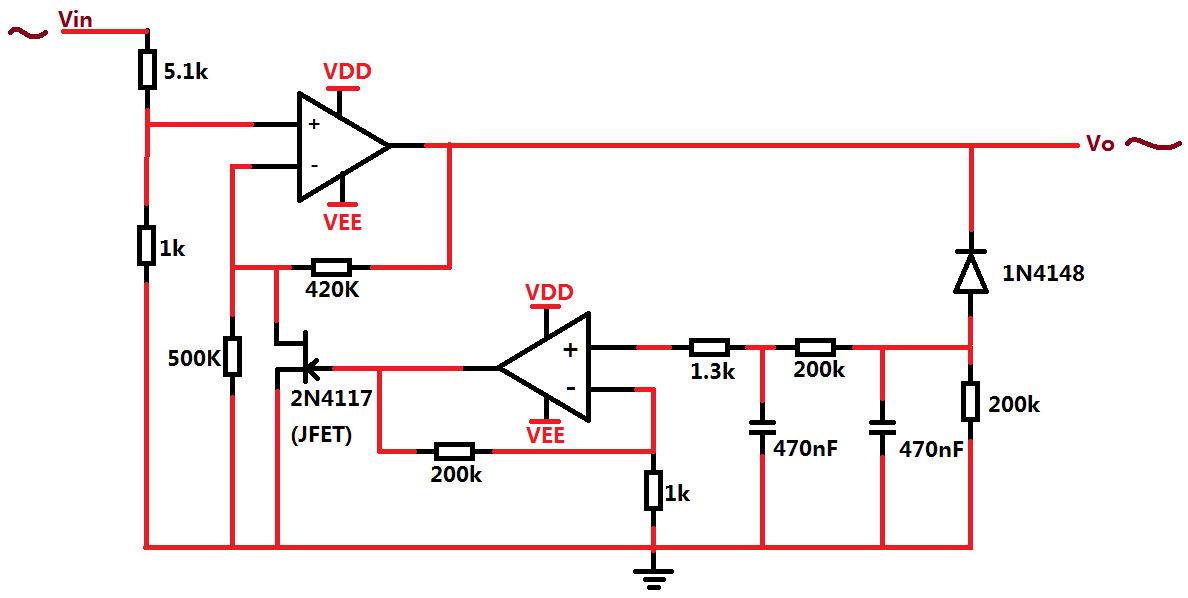 Vin
5.1k
VDD
+
-
VEE
Vo
1k
420K
1N4148
VDD
+
-
VEE
500K
2N4117
(JFET)
1.3k
200k
200k
470nF
470nF
200k
1k